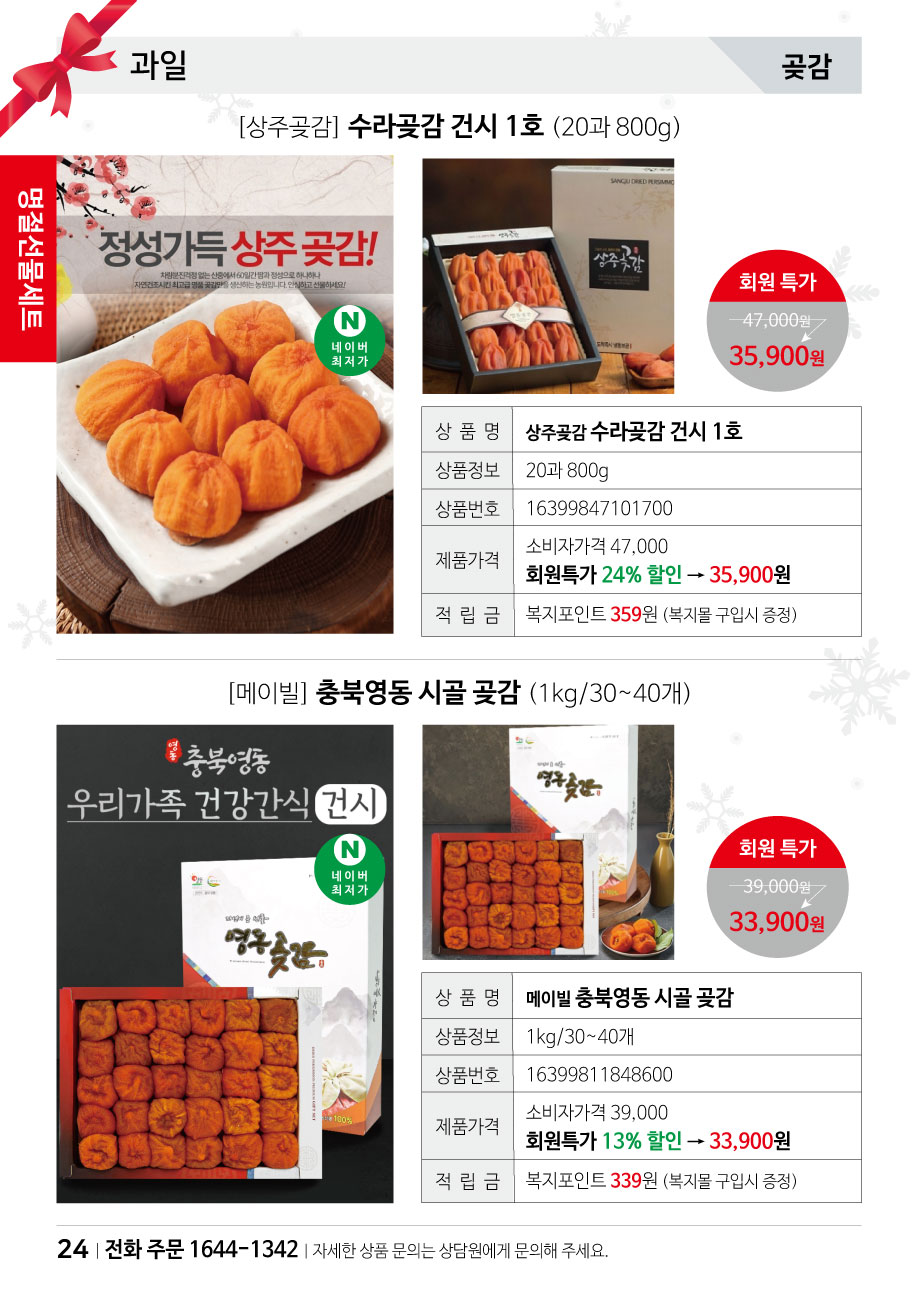 과일
곶감
명절선물세트
[상주곶감] 수라곶감 건시 1호 (20과 800g)
정성가득 상주 곶감!
N
네이버
최저가
SANGJU DRIED PERSIMMO
상주곶감
회원 특가
47,000원
35,900원
상 품 명 상주곶감 수라곶감 건시 1호
상품정보 20과 800g
상품번호 16399847101700
제품가격 소비자가격 47,000
회원특가 24% 할인 → 35,900원
적 립 금 복지포인트 359원 (복지몰 구입시 증정)
[메이빌] 충북영동 시골 곶감 (1kg/30~40개)
영동 충북영동
우리가족 건강간식 건시
N
네이버
최저가
영동곶감
100%
영동곶감
회원 특가
39,000원
33,900원
상 품 명 메이빌 충북영동 시골 곶감
상품정보 1kg/30~40개
상품번호 16399811848600
제품가격 소비자가격 39,000
회원특가 13% 할인 → 33,900원
적 립 금 복지포인트 339원 (복지몰 구입시 증정)
24 | 전화 주문 1644-1342 | 자세한 상품 문의는 상담원에게 문의해 주세요.